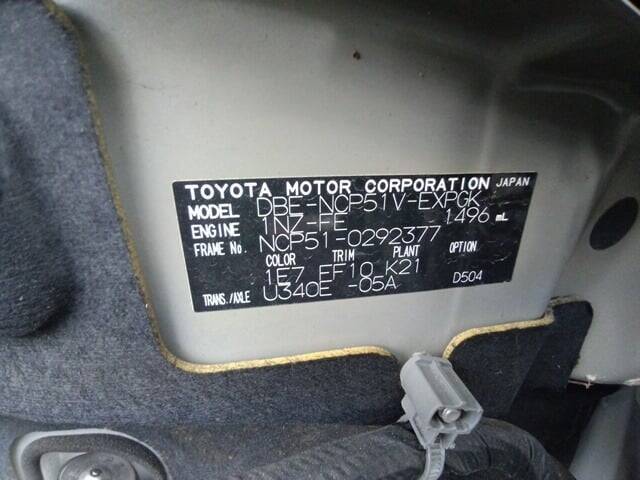 TOYOTA MOTOR CORPORATION JAPAN
MODEL DBE-NCP51V-EXPGK
ENGINE 1NZ-FE 1496 mL
FRAME No. NCP51-0292377
COLOR TRIM PLANT OPTION
1E7 EF10 K21
TRANS./AXLE U340E -05A D504